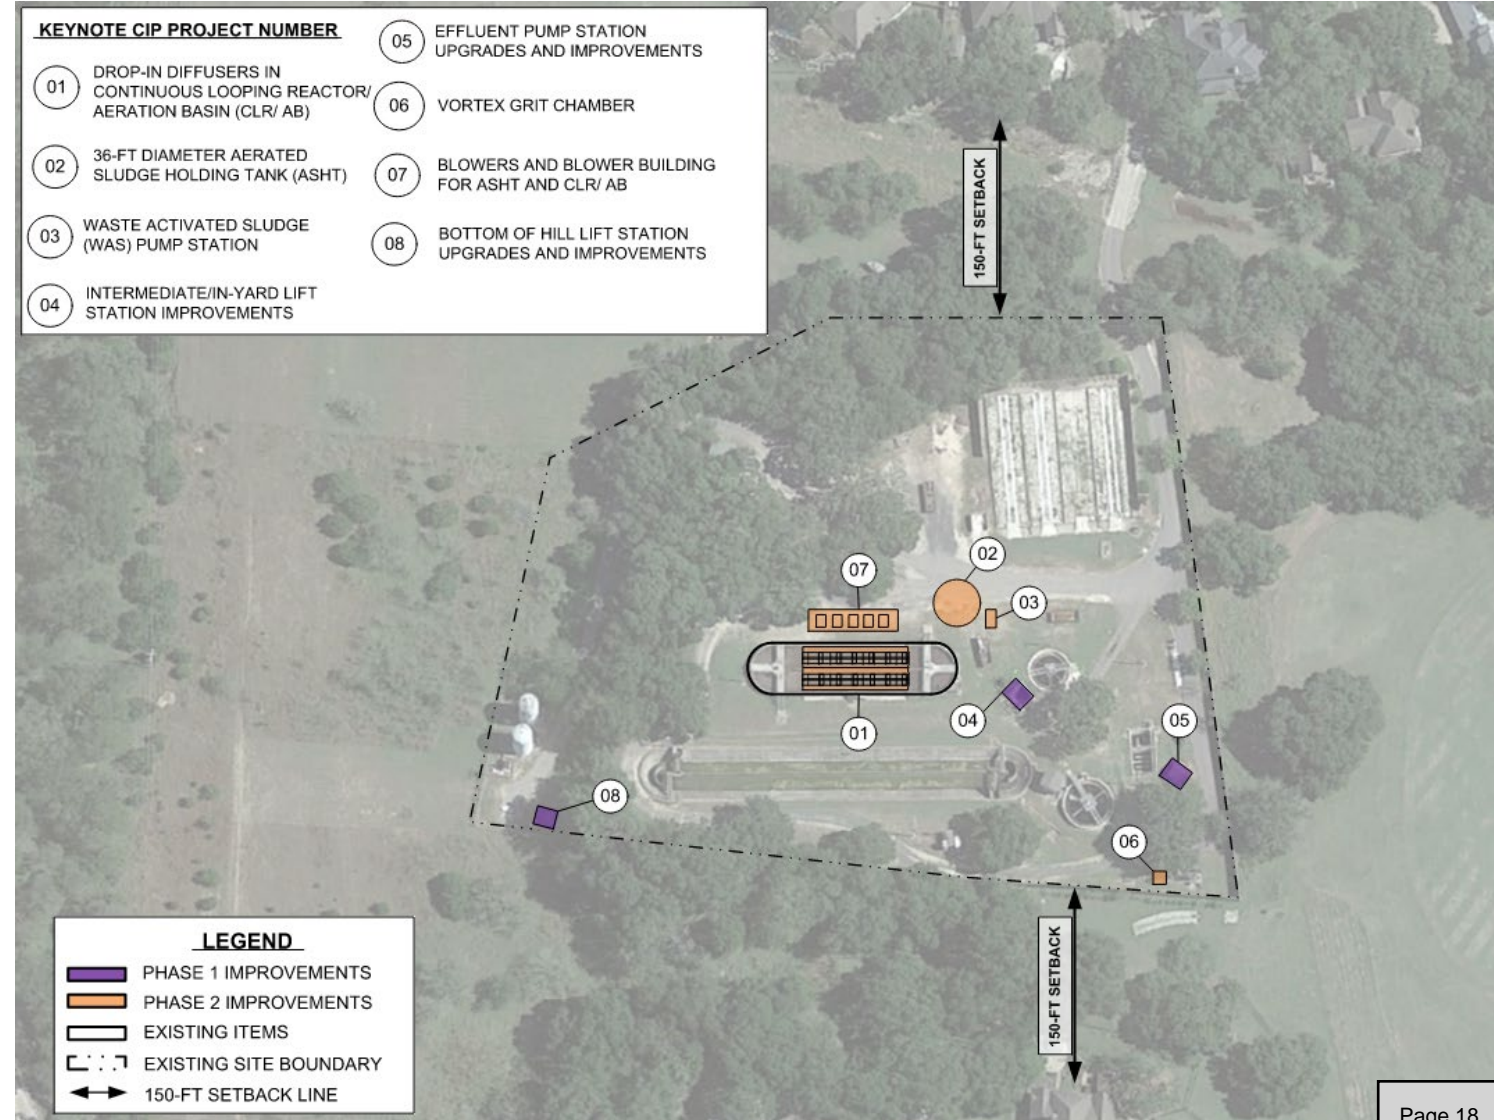 KEYNOTE CIP PROJECT NUMBER
01
DROP-IN DIFFUSERS IN
CONTINUOUS LOOPING REACTOR/
AERATION BASIN (CLR/ AB)
02
36-FT DIAMETER AERATED
SLUDGE HOLDING TANK (ASHT)
03
WASTE ACTIVATED SLUDGE
(WAS) PUMP STATION
04
INTERMEDIATE/IN-YARD LIFT
STATION IMPROVEMENTS
05
EFFLUENT PUMP STATION
UPGRADES AND IMPROVEMENTS
06
VORTEX GRIT CHAMBER
07
BLOWERS AND BLOWER BUILDING
FOR ASHT AND CLR/ AB
08
BOTTOM OF HILL LIFT STATION
UPGRADES AND IMPROVEMENTS
150-FT SETBACK
02
07
03
04
05
01
08
06
150-FT SETBACK
LEGEND
PHASE 1 IMPROVEMENTS
PHASE 2 IMPROVEMENTS
EXISTING ITEMS
EXISTING SITE BOUNDARY
150-FT SETBACK LINE
Page 18